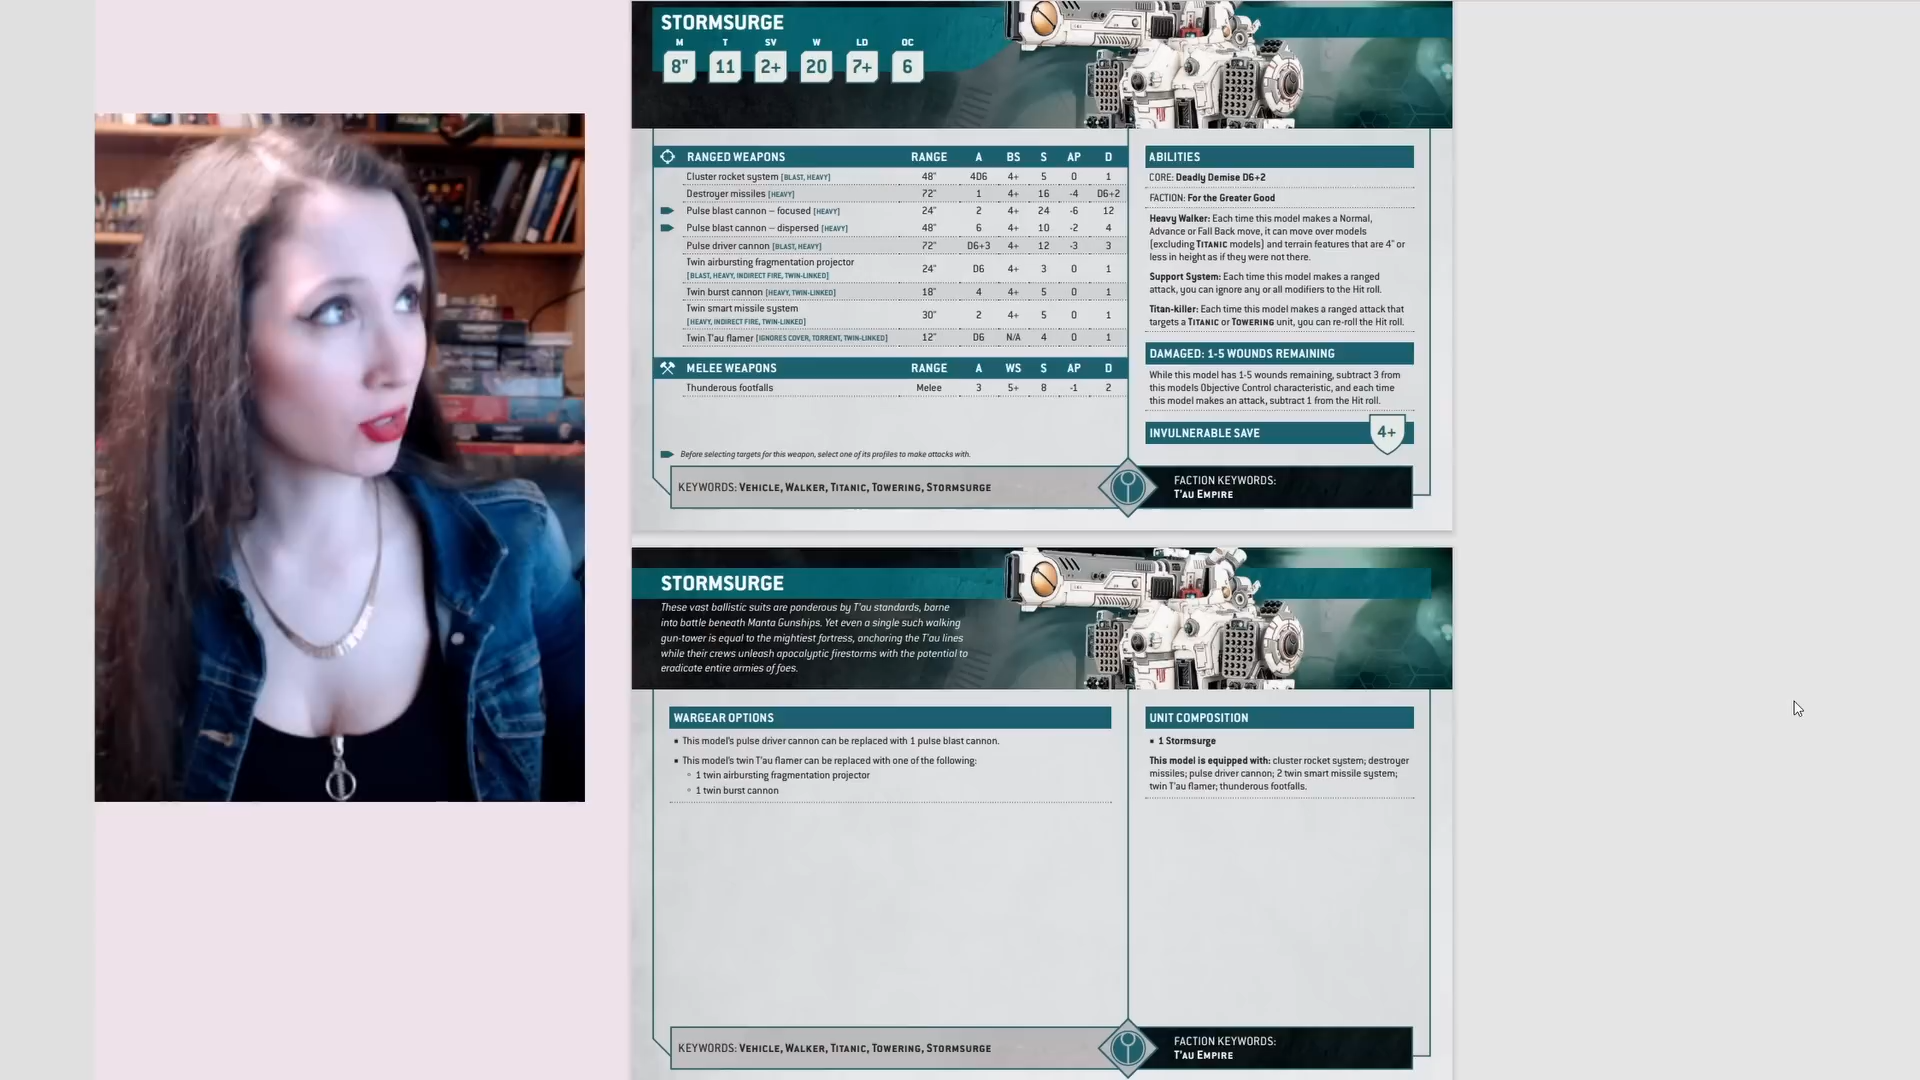 STORMSURGE
M T SV W LD OC
8" 11 2+ 20 7+ 6
RANGED WEAPONS RANGE A BS S AP D
Cluster rocket system [BLAST, HEAVY] 48" 4D6 4+ 5 0 1
Destroyer missiles [HEAVY] 72" 1 4+ 16 -4 D6+2
Pulse blast cannon – focused [HEAVY] 24" 2 4+ 24 -6 12
Pulse blast cannon – dispersed [HEAVY] 48" 6 4+ 10 -2 4
Pulse driver cannon [BLAST, HEAVY] 72" D6+3 4+ 12 -3 3
Twin airbursting fragmentation projector
[BLAST, HEAVY, INDIRECT FIRE, TWIN-LINKED] 24" D6 4+ 3 0 1
Twin burst cannon [HEAVY, TWIN-LINKED] 18" 4 4+ 5 0 1
Twin smart missile system
[HEAVY, INDIRECT FIRE, TWIN-LINKED] 30" 2 4+ 5 0 1
Twin T'au flamer [IGNORES COVER, TORRENT, TWIN-LINKED] 12" D6 N/A 4 0 1
MELEE WEAPONS RANGE A WS S AP D
Thunderous footfalls Melee 3 5+ 8 -1 2
Before selecting targets for this weapon, select one of its profiles to make attacks with.
ABILITIES
CORE: Deadly Demise D6+2
FACTION: For the Greater Good
Heavy Walker: Each time this model makes a Normal,
Advance or Fall Back move, it can move over models
(excluding TITANIC models) and terrain features that are 4" or
less in height as if they were not there.
Support System: Each time this model makes a ranged
attack, you can ignore any or all modifiers to the Hit roll.
Titan-killer: Each time this model makes a ranged attack that
targets a TITANIC or TOWERING unit, you can re-roll the Hit roll.
DAMAGED: 1-5 WOUNDS REMAINING
While this model has 1-5 wounds remaining, subtract 3 from
this models Objective Control characteristic, and each time
this model makes an attack, subtract 1 from the Hit roll.
INVULNERABLE SAVE 4+
KEYWORDS: VEHICLE, WALKER, TITANIC, TOWERING, STORMSURGE
FACTION KEYWORDS:
T'AU EMPIRE
STORMSURGE
These vast ballistic suits are ponderous by T'au standards, borne
into battle beneath Manta Gunships. Yet even a single such walking
gun-tower is equal to the mightiest fortress, anchoring the T'au lines
while their crews unleash apocalyptic firestorms with the potential to
eradicate entire armies of foes.
WARGEAR OPTIONS
▪ This model's pulse driver cannon can be replaced with 1 pulse blast cannon.
▪ This model's twin T'au flamer can be replaced with one of the following:
◦ 1 twin airbursting fragmentation projector
◦ 1 twin burst cannon
UNIT COMPOSITION
▪ 1 Stormsurge
This model is equipped with: cluster rocket system; destroyer
missiles; pulse driver cannon; 2 twin smart missile system;
twin T'au flamer; thunderous footfalls.
KEYWORDS: VEHICLE, WALKER, TITANIC, TOWERING, STORMSURGE
FACTION KEYWORDS:
T'AU EMPIRE